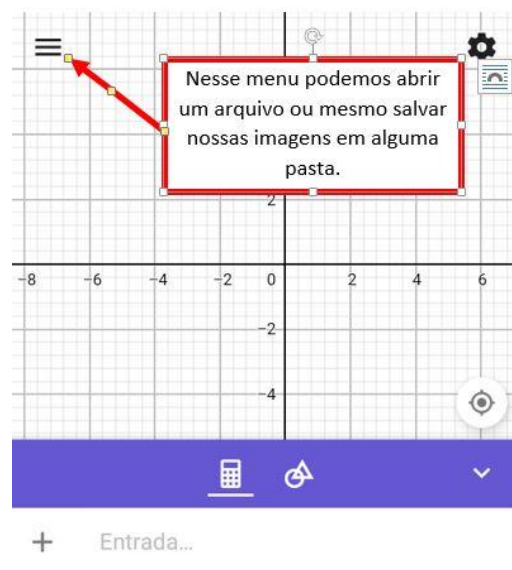 Nesse menu podemos abrir
um arquivo ou mesmo salvar
nossas imagens em alguma
pasta.
2
-8 -6 -4 -2 0 2 4 6
-2
-4
+ Entrada...